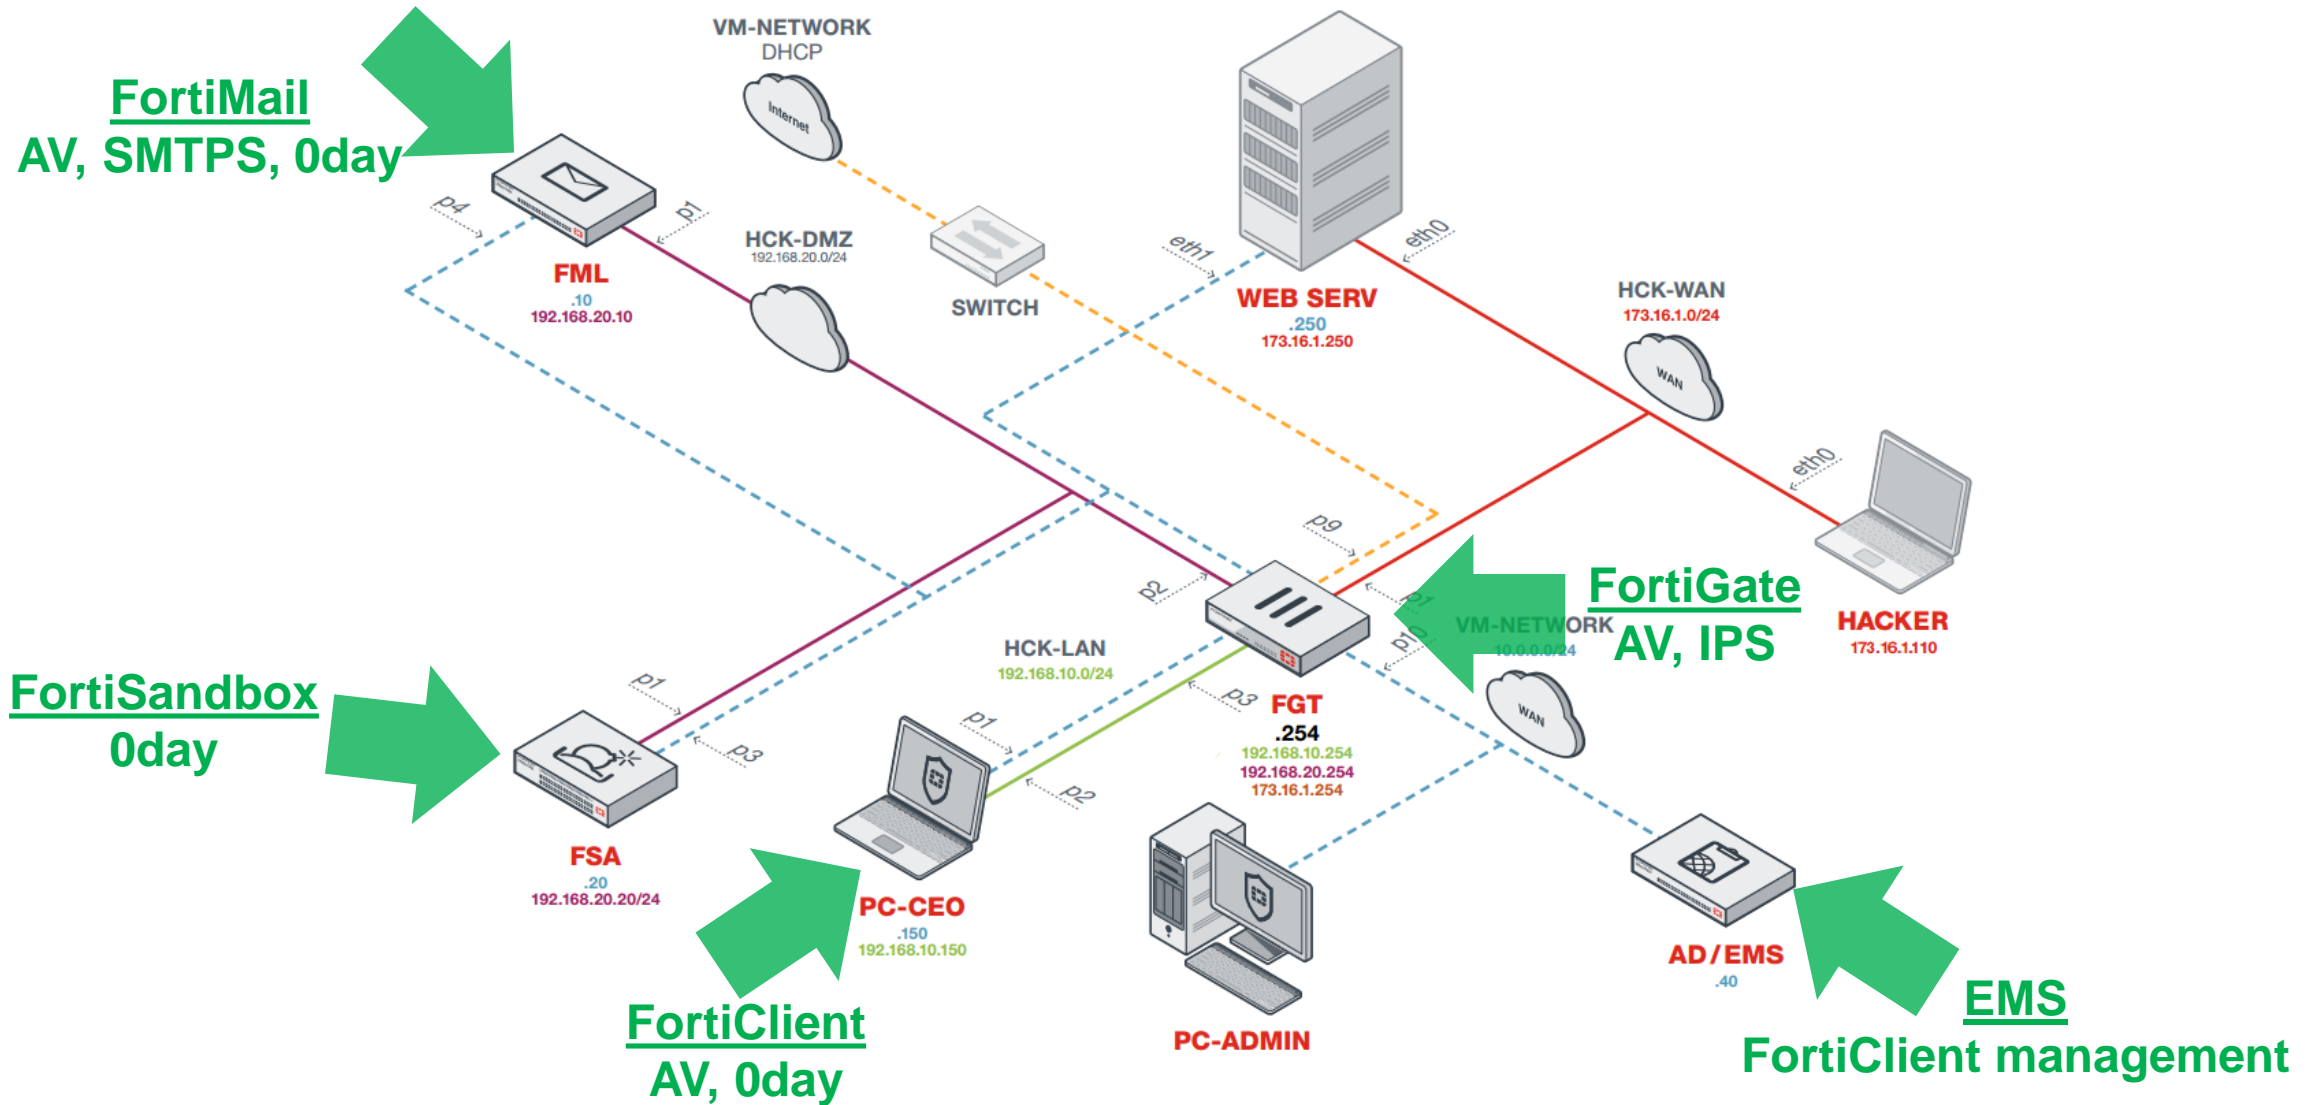 VM-NETWORK
DHCP
Internet
FortiMail
AV, SMTPS, 0day
p4
p1
FML
.10
192.168.20.10
HCK-DMZ
192.168.20.0/24
SWITCH
eth1
eth0
WEB SERV
.250
173.16.1.250
HCK-WAN
173.16.1.0/24
WAN
eth0
HACKER
173.16.1.110
p9
p2
p1
FortiGate
AV, IPS
VM-NETWORK
10.0.0.0/24
p10
WAN
HCK-LAN
192.168.10.0/24
p3
FGT
.254
192.168.10.254
192.168.20.254
173.16.1.254
FortiSandbox
0day
p1
p3
FSA
.20
192.168.20.20/24
p1
p2
PC-CEO
.150
192.168.10.150
FortiClient
AV, 0day
PC-ADMIN
AD/EMS
.40
EMS
FortiClient management